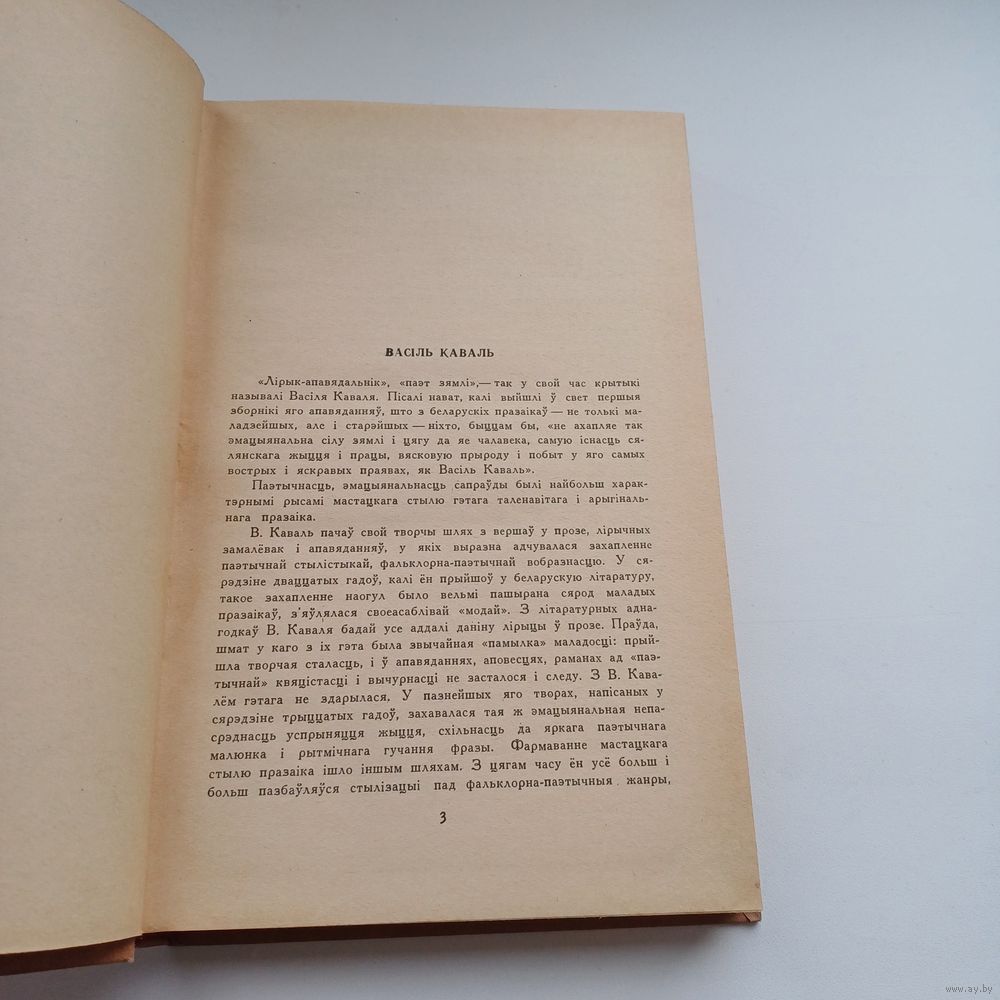 ВАСІЛЬ КАВАЛЬ
«Лірык-апавядальнік», «паэт зямлі»,— так у свой час крытыкі
называлі Васіля Каваля. Пісалі нават, калі выйшлі ў свет першыя
зборнікі яго апавяданняў, што з беларускіх празаікаў — не толькі ма-
ладзейшых, але і старэйшых — ніхто, быццам бы, «не ахапляе так
эмацыянальна сілу зямлі і цягу да яе чалавека, самую існасць ся-
лянскага жыцця і працы, вясковую прыроду і побыт у яго самых
вострых і яскравых праявах, як Васіль Каваль».
Паэтычнасць, эмацыянальнасць сапраўды былі найбольш харак-
тэрнымі рысамі мастацкага стылю гэтага таленавітага і арыгіналь-
нага празаіка.
В. Каваль пачаў свой творчы шлях з вершаў у прозе, лірычных
замалёвак і апавяданняў, у якіх выразна адчувалася захапленне
паэтычнай стылістыкай, фальклорна-паэтычнай вобразнасцю. У ся-
рэдзіне дваццатых гадоў, калі ён прыйшоў у беларускую літаратуру,
такое захапленне наогул было вельмі пашырана сярод маладых
празаікаў, з'яўлялася своеасаблівай «модай». З літаратурных адна-
годкаў В. Каваля бадай усе аддалі даніну лірыцы ў прозе. Праўда,
шмат у каго з іх гэта была звычайная «памылка» маладосці: прый-
шла творчая сталасць, і ў апавяданнях, аповесцях, раманах ад «паэ-
тычнай» квяцістасці і вычурнасці не засталося і следу. З В. Кава-
лём гэтага не здарылася. У пазнейшых яго творах, напісаных у
сярэдзіне трыццатых гадоў, захавалася тая ж эмацыянальная непа-
срэднасць успрыняцця жыцця, схільнасць да яркага паэтычнага
малюнка і рытмічнага гучання фразы. Фармаванне мастацкага
стылю празаіка ішло іншым шляхам. З цягам часу ён усё больш і
больш пазбаўляўся стылізацыі пад фальклорна-паэтычныя жанры,
3
www.ay.by